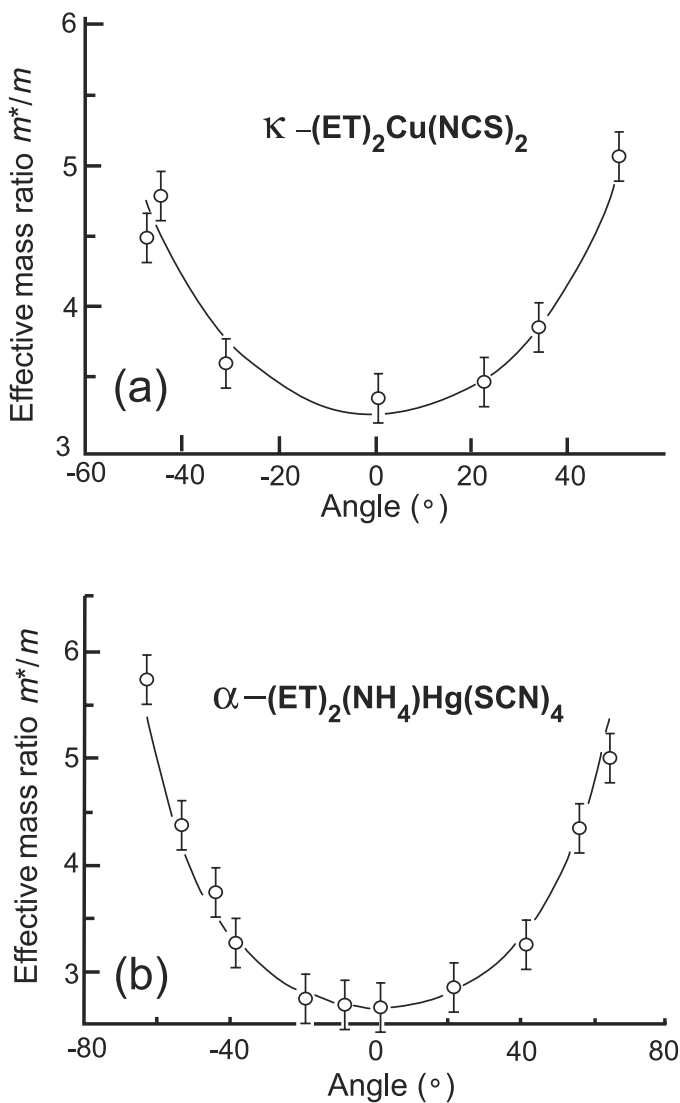 6
5
4
3
Effective mass ratio m*/m
κ –(ET)₂Cu(NCS)₂
(a)
-60 -40 -20 0 20 40
Angle (°)
6
5
4
3
Effective mass ratio m*/m
α–(ET)₂(NH₄)Hg(SCN)₄
(b)
-80 -40 0 40 80
Angle (°)